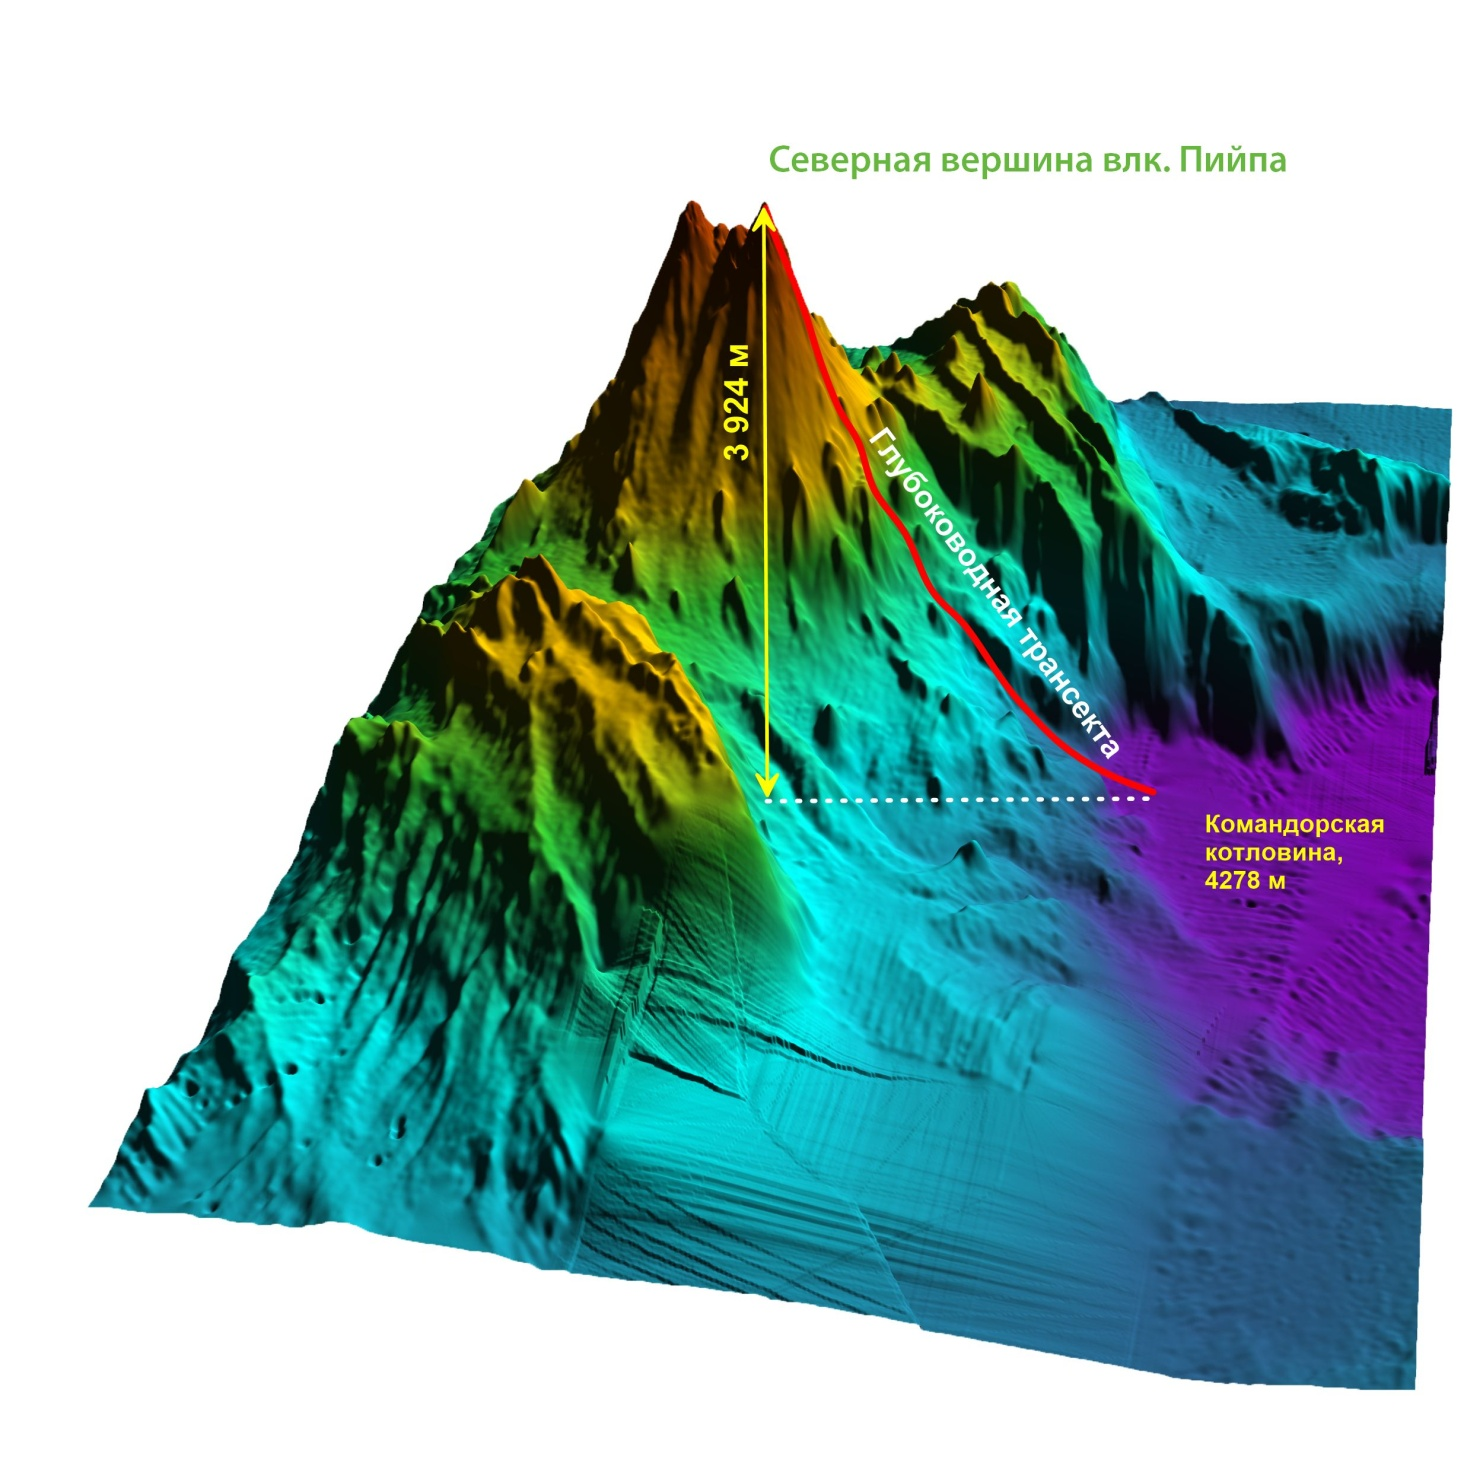 Северная вершина влк. Пийпа
3 924 м
Глубоководная трансекта
Командорская
котловина,
4278 м